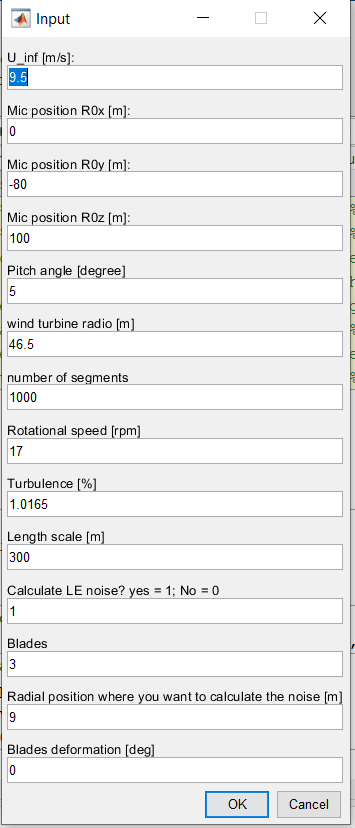 Input
U_inf [m/s]:
9.5
Mic position R0x [m]:
0
Mic position R0y [m]:
-80
Mic position R0z [m]:
100
Pitch angle [degree]
5
wind turbine radio [m]
46.5
number of segments
1000
Rotational speed [rpm]
17
Turbulence [%]
1.0165
Length scale [m]
300
Calculate LE noise? yes = 1; No = 0
1
Blades
3
Radial position where you want to calculate the noise [m]
9
Blades deformation [deg]
0
OK Cancel